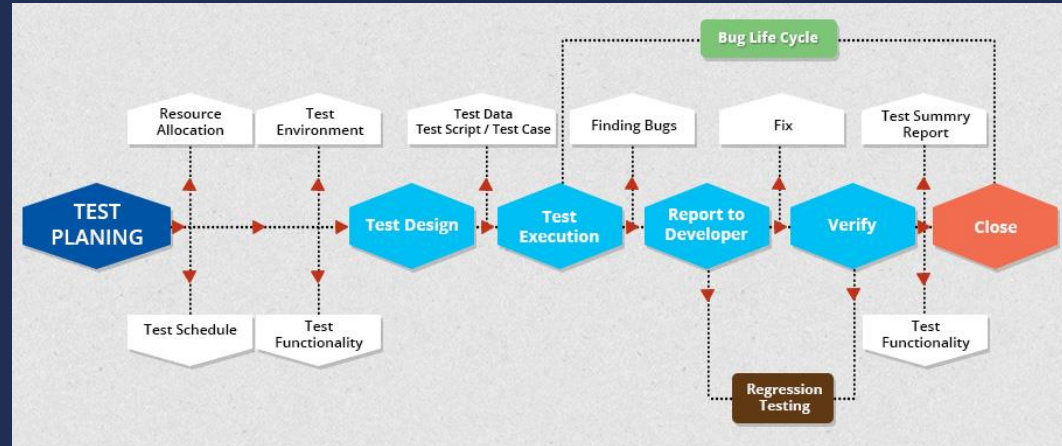 Bug Life Cycle
Resource
Allocation
Test
Environment
Test Data
Test Script / Test Case
Finding Bugs
Fix
Test Summry
Report
TEST
PLANING
Test Design
Test
Execution
Report to
Developer
Verify
Close
Test Schedule
Test
Functionality
Test
Functionality
Regression
Testing